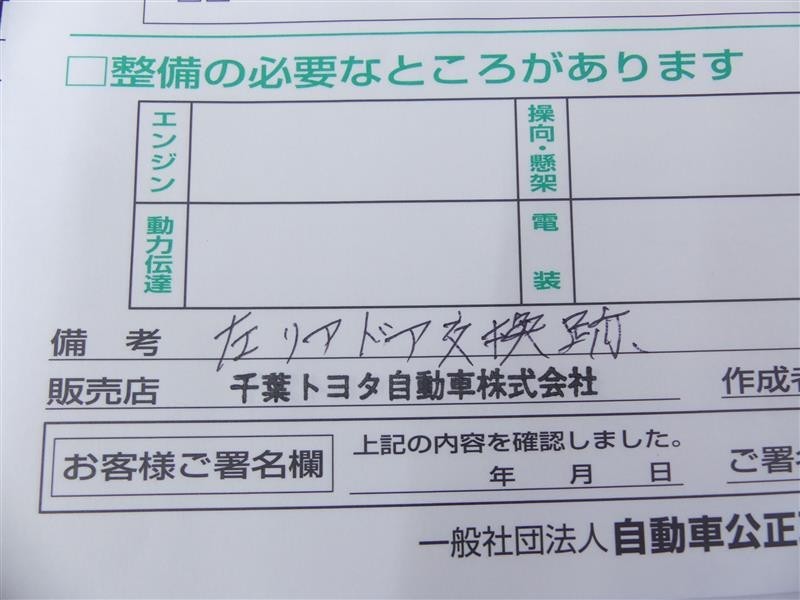 □整備の必要なところがあります
エンジン
操向・懸架
動力伝達
電装
備考 左リアドア交換跡、
販売店 千葉トヨタ自動車株式会社 作成者
お客様ご署名欄
上記の内容を確認しました。
年 月 日 ご署
一般社団法人 自動車公正